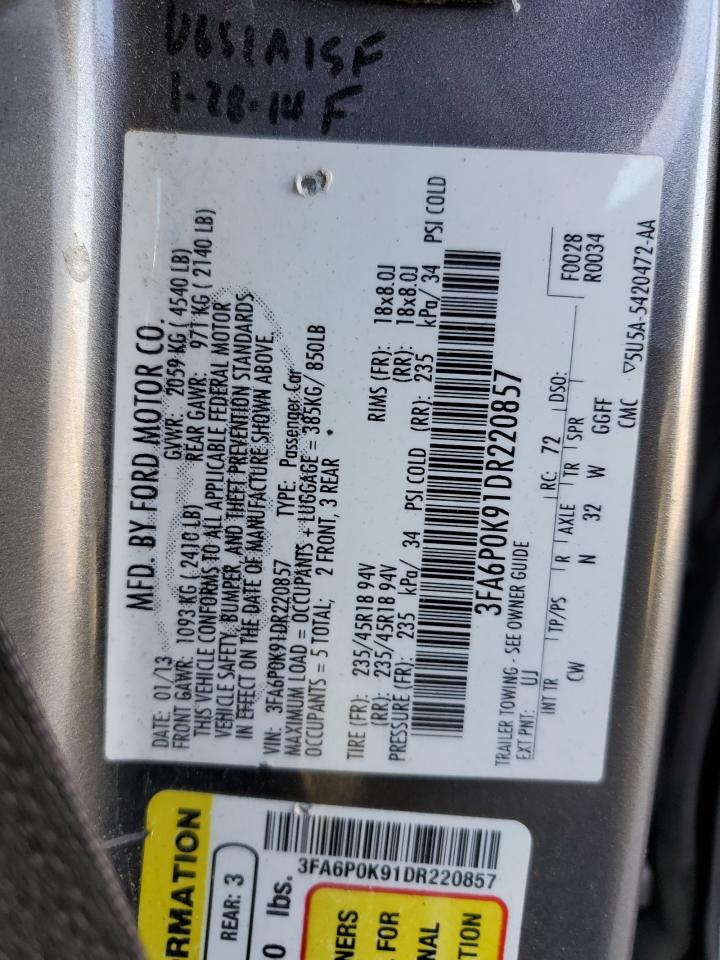 V651A15F
1-28-14 F
MFD. BY FORD MOTOR CO.
DATE: 01/13 GVWR: 2059 KG ( 4540 LB)
FRONT GAWR: 1093 KG ( 2410 LB) REAR GAWR: 971 KG ( 2140 LB)
THIS VEHICLE CONFORMS TO ALL APPLICABLE FEDERAL MOTOR
VEHICLE SAFETY, BUMPER, AND THEFT PREVENTION STANDARDS
IN EFFECT ON THE DATE OF MANUFACTURE SHOWN ABOVE.
VIN: 3FA6P0K91DR220857 TYPE: Passenger Car
MAXIMUM LOAD = OCCUPANTS + LUGGAGE = 385KG/ 850LB
OCCUPANTS = 5 TOTAL; 2 FRONT, 3 REAR
TIRE (FR): 235/45R18 94V RIMS (FR): 18x8.0J
(RR): 235/45R18 94V (RR): 18x8.0J
PRESSURE (FR): 235 kPa/ 34 PSI COLD (RR): 235 kPa/ 34 PSI COLD
3FA6P0K91DR220857
TRAILER TOWING - SEE OWNER GUIDE
EXT PNT: UJ RC: 72 DSO: F0028
R0034
INT TR TP/PS R AXLE TR SPR
CW N 32 W GGFF
CMC ▽5U5A-5420472-AA
RMATION
REAR: 3
0 lbs.
3FA6P0K91DR220857
NERS
S FOR
NAL
TION